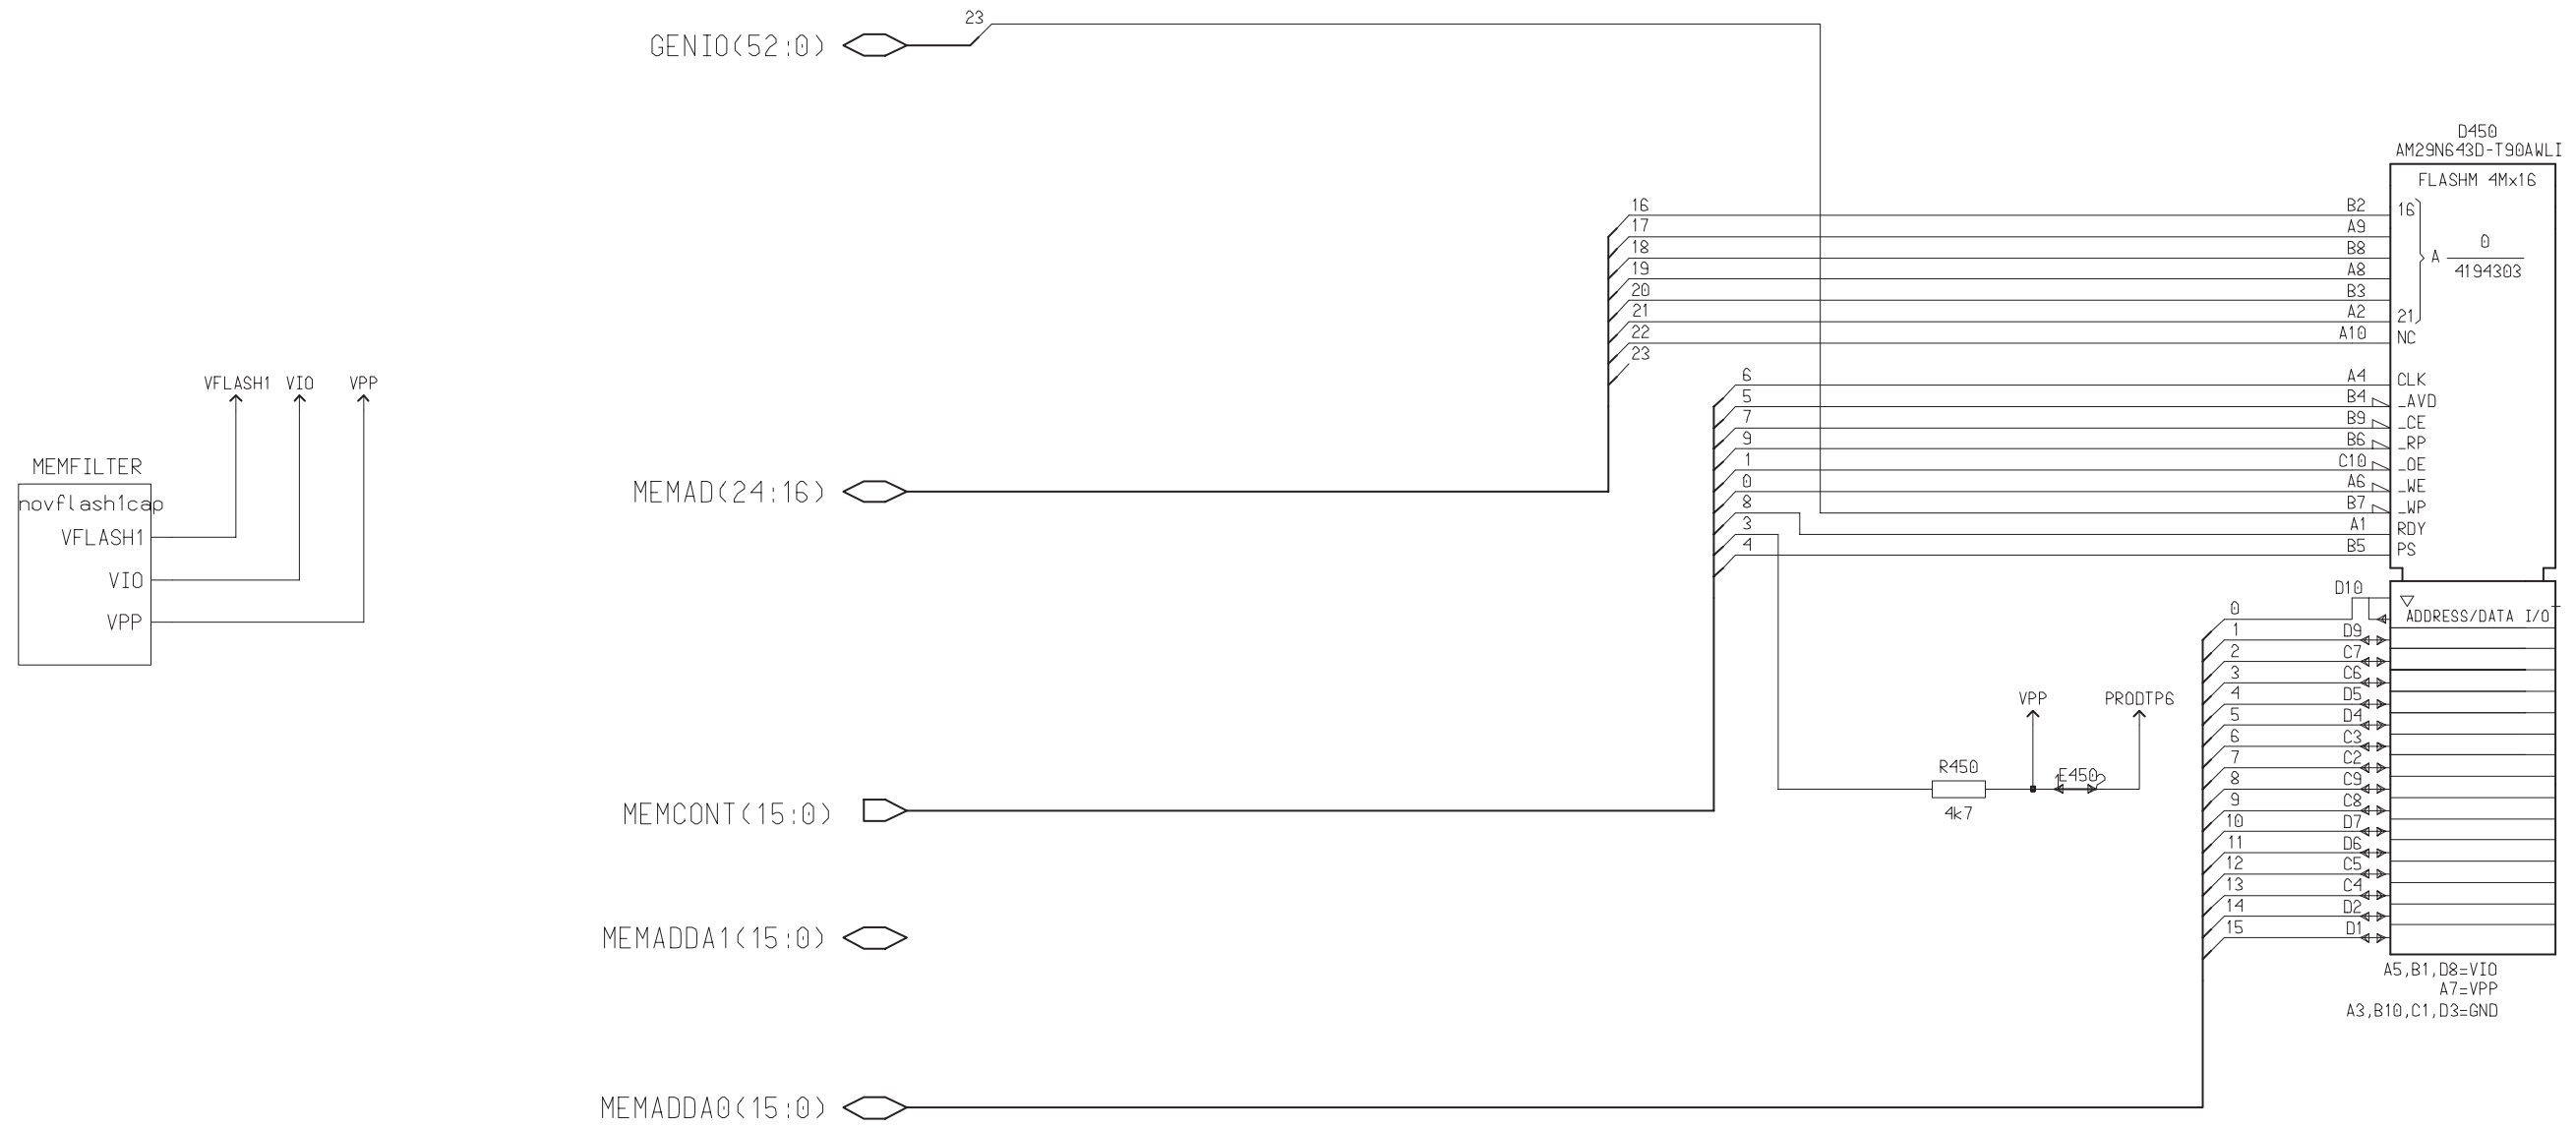 23
GENIO(52:0)
D450
AM29N643D-T90AWLI
FLASHM 4Mx16
16 B2 16
17 A9
18 B8 A 0
19 A8 4194303
20 B3
21 A2 21
22 A10 NC
23
VFLASH1 VIO VPP
6 A4 CLK
5 B4 _AVD
7 B9 _CE
9 B6 _RP
1 C10 _OE
0 A6 _WE
8 B7 _WP
3 A1 RDY
4 B5 PS
MEMFILTER
novflash1cap
VFLASH1
VIO
VPP
MEMAD(24:16)
D10
ADDRESS/DATA I/O
0
1 D9
2 C7
3 C6
4 D5
5 D4
6 C3
7 C2
8 C9
9 C8
10 D7
11 D6
12 C5
13 C4
14 D2
15 D1
VPP PRODTP6
R450 1 E450 2
4k7
MEMCONT(15:0)
MEMADDA1(15:0)
A5,B1,D8=VIO
A7=VPP
A3,B10,C1,D3=GND
MEMADDA0(15:0)